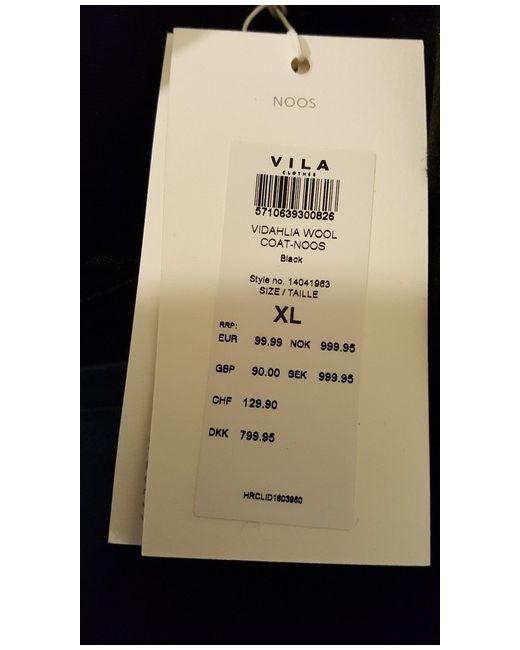 NOOS
VILA
CLOTHES
5710639300826
VIDAHLIA WOOL
COAT-NOOS
Black
Style no. 14041963
SIZE / TAILLE
XL
RRP:
EUR 99.99 NOK 999.95
GBP 90.00 SEK 999.95
CHF 129.90
DKK 799.95
HRCLID1803960